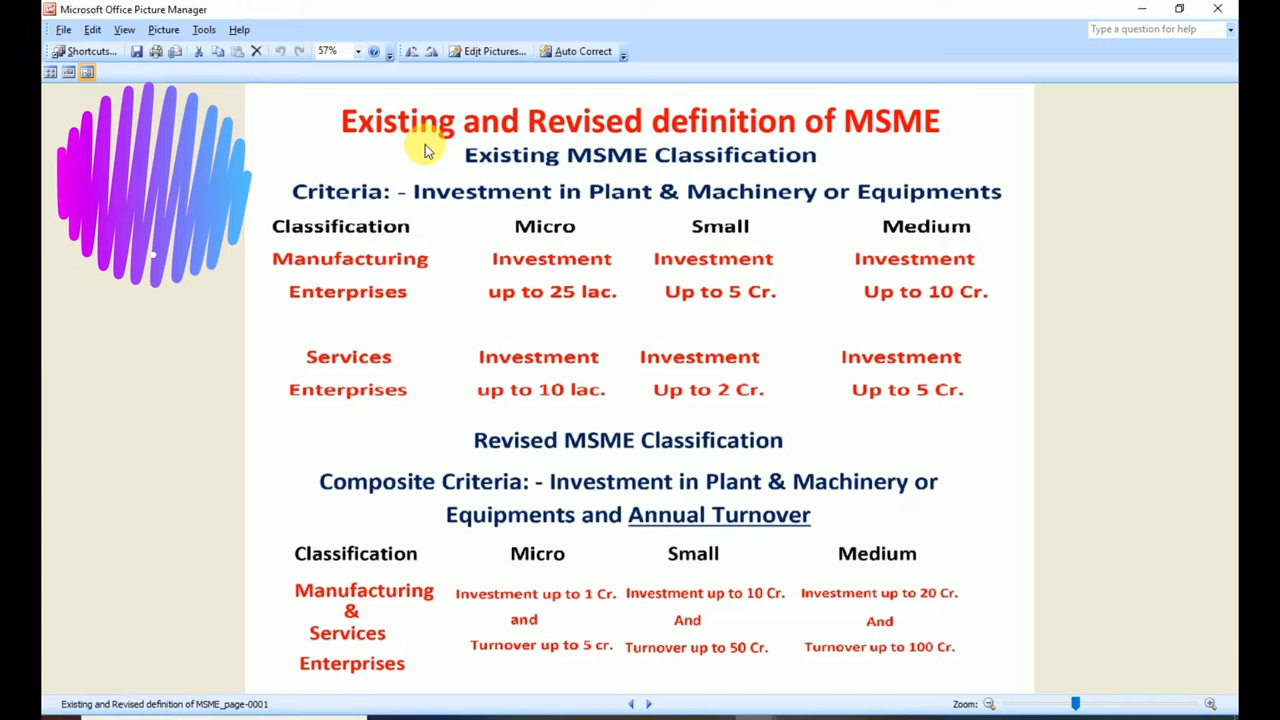 Microsoft Office Picture Manager
File Edit View Picture Tools Help
Type a question for help
Shortcuts... 57% Edit Pictures... Auto Correct
Existing and Revised definition of MSME
Existing MSME Classification
Criteria: - Investment in Plant & Machinery or Equipments
Classification Micro Small Medium
Manufacturing Investment Investment Investment
Enterprises up to 25 lac. Up to 5 Cr. Up to 10 Cr.
Services Investment Investment Investment
Enterprises up to 10 lac. Up to 2 Cr. Up to 5 Cr.
Revised MSME Classification
Composite Criteria: - Investment in Plant & Machinery or
Equipments and Annual Turnover
Classification Micro Small Medium
Manufacturing Investment up to 1 Cr. Investment up to 10 Cr. Investment up to 20 Cr.
& and And And
Services Turnover up to 5 cr. Turnover up to 50 Cr. Turnover up to 100 Cr.
Enterprises
Existing and Revised definition of MSME_page-0001 Zoom: